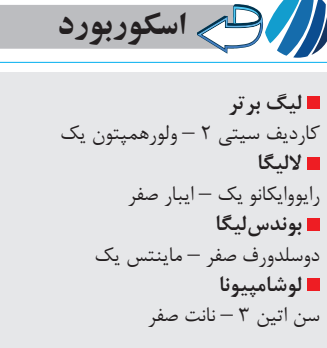 اسکوربورد
لیگ برتر
کاردیف سیتی ۲ – ولورهمپتون یک
لالیگا
رایووایکانو یک – ایبار صفر
بوندس‌لیگا
دوسلدورف صفر – ماینتس یک
لوشامپیونا
سن اتین ۳ – نانت صفر